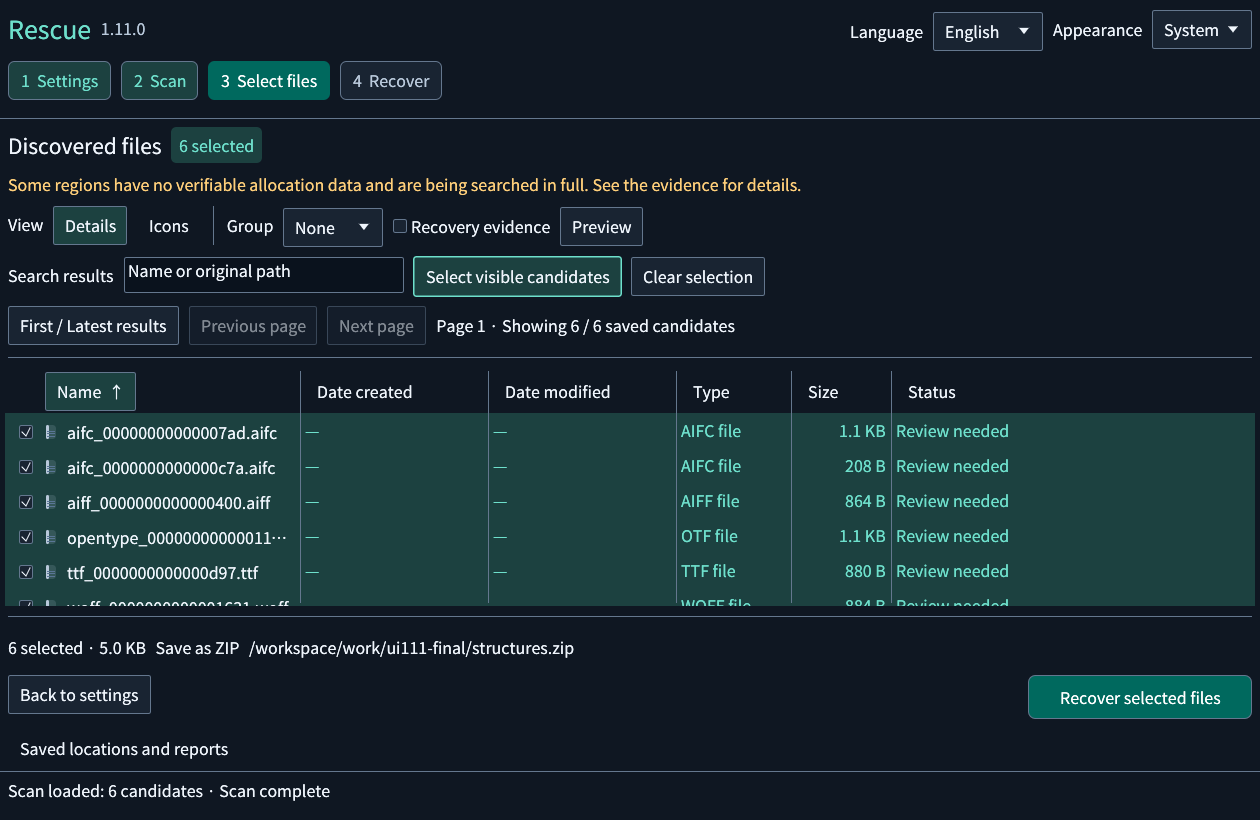 Rescue 1.11.0 Language English Appearance System
1 Settings 2 Scan 3 Select files 4 Recover
Discovered files 6 selected
Some regions have no verifiable allocation data and are being searched in full. See the evidence for details.
View Details Icons Group None Recovery evidence Preview
Search results Name or original path Select visible candidates Clear selection
First / Latest results Previous page Next page Page 1 · Showing 6 / 6 saved candidates
Name ↑ Date created Date modified Type Size Status
aifc_00000000000007ad.aifc — — AIFC file 1.1 KB Review needed
aifc_0000000000000c7a.aifc — — AIFC file 208 B Review needed
aiff_0000000000000400.aiff — — AIFF file 864 B Review needed
opentype_00000000000011··· — — OTF file 1.1 KB Review needed
ttf_0000000000000d97.ttf — — TTF file 880 B Review needed
WOFF file 884 B Review needed
6 selected · 5.0 KB Save as ZIP /workspace/work/ui111-final/structures.zip
Back to settings Recover selected files
Saved locations and reports
Scan loaded: 6 candidates · Scan complete